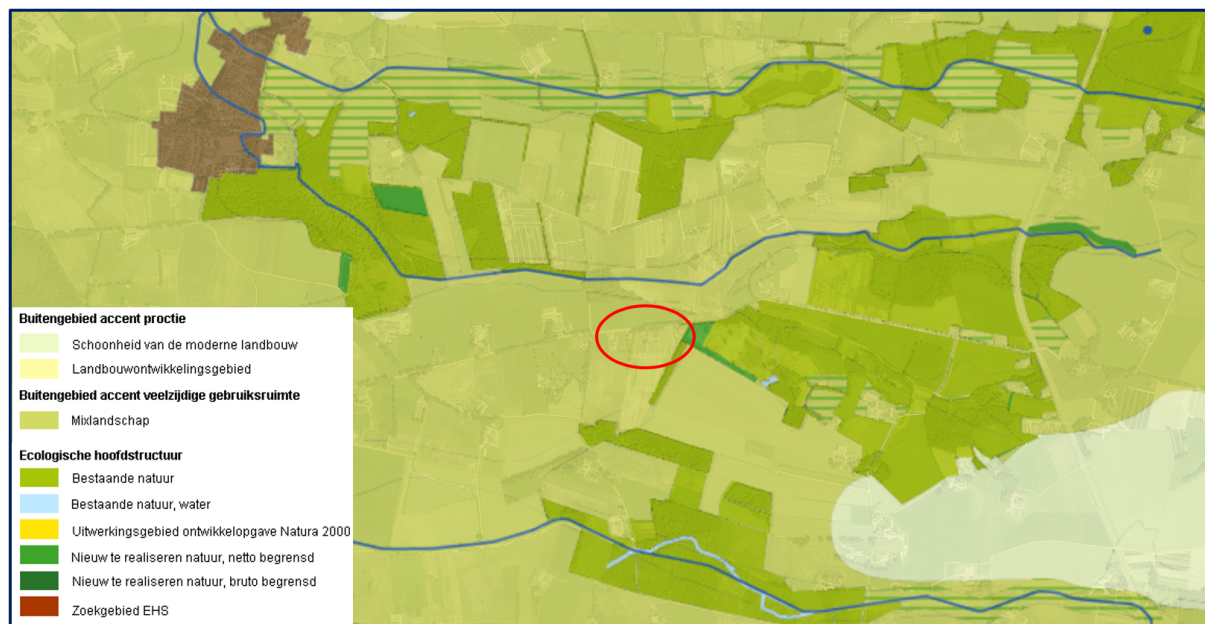 Buitengebied accent proctie
Schoonheid van de moderne landbouw
Landbouwontwikkelingsgebied
Buitengebied accent veelzijdige gebruiksruimte
Mixlandschap
Ecologische hoofdstructuur
Bestaande natuur
Bestaande natuur, water
Uitwerkingsgebied ontwikkelopgave Natura 2000
Nieuw te realiseren natuur, netto begrensd
Nieuw te realiseren natuur, bruto begrensd
Zoekgebied EHS